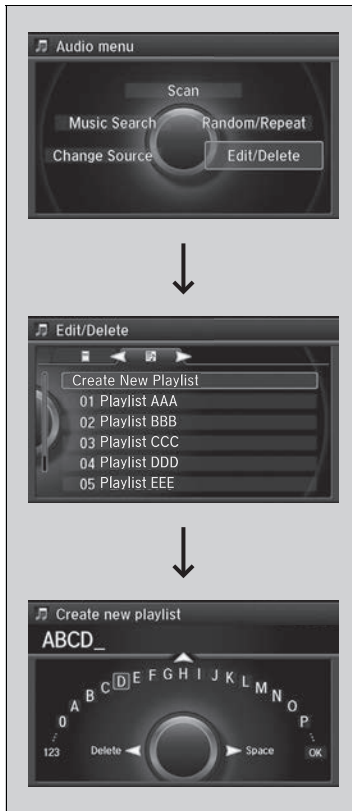 Audio menu
Scan
Music Search Random/Repeat
Change Source Edit/Delete
Edit/Delete
Create New Playlist
01 Playlist AAA
02 Playlist BBB
03 Playlist CCC
04 Playlist DDD
05 Playlist EEE
Create new playlist
ABCD_
0 A B C D E F G H I J K L M N O P
123 Delete Space OK